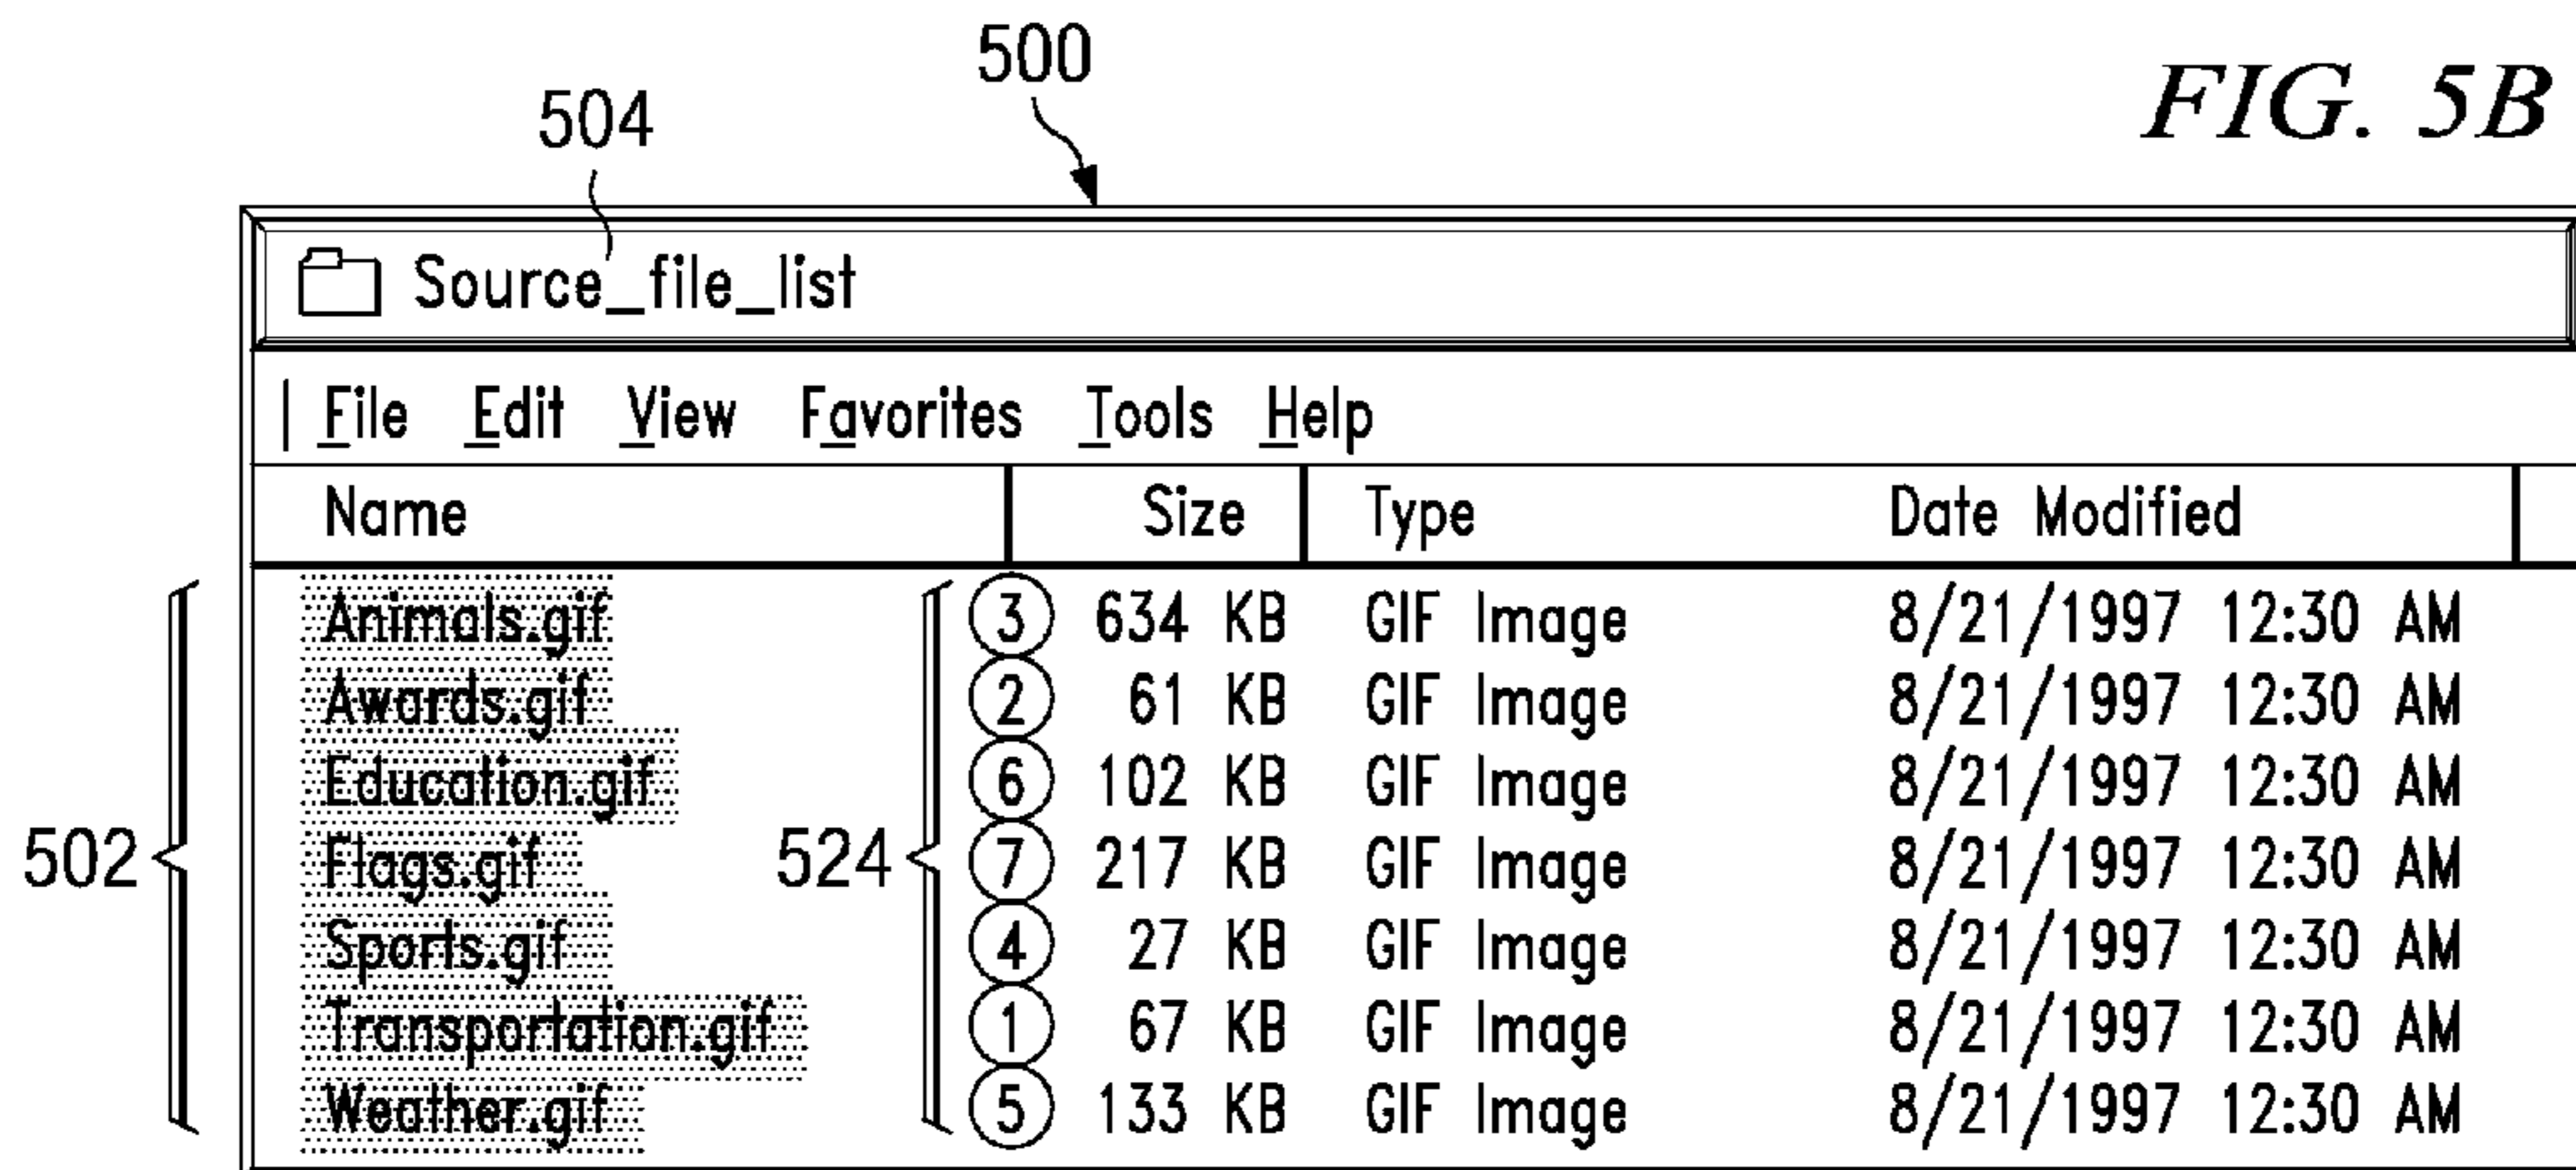 500
FIG. 5B
504
Source_file_list
File Edit View Favorites Tools Help
Name Size Type Date Modified
Animals.gif 3 634 KB GIF Image 8/21/1997 12:30 AM
Awards.gif 2 61 KB GIF Image 8/21/1997 12:30 AM
Education.gif 6 102 KB GIF Image 8/21/1997 12:30 AM
502 Flags.gif 524 7 217 KB GIF Image 8/21/1997 12:30 AM
Sports.gif 4 27 KB GIF Image 8/21/1997 12:30 AM
Transportation.gif 1 67 KB GIF Image 8/21/1997 12:30 AM
Weather.gif 5 133 KB GIF Image 8/21/1997 12:30 AM